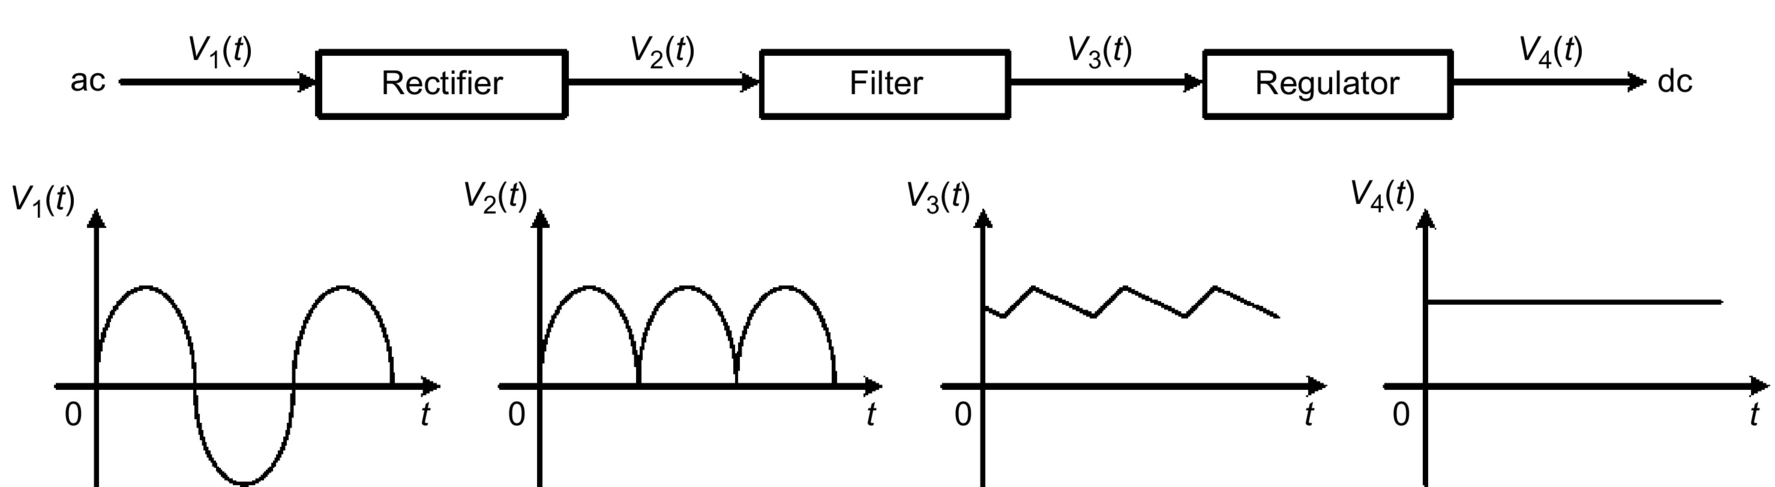 ac V₁(t) Rectifier V₂(t) Filter V₃(t) Regulator V₄(t) dc
V₁(t) V₂(t) V₃(t) V₄(t)
0 t 0 t 0 t 0 t